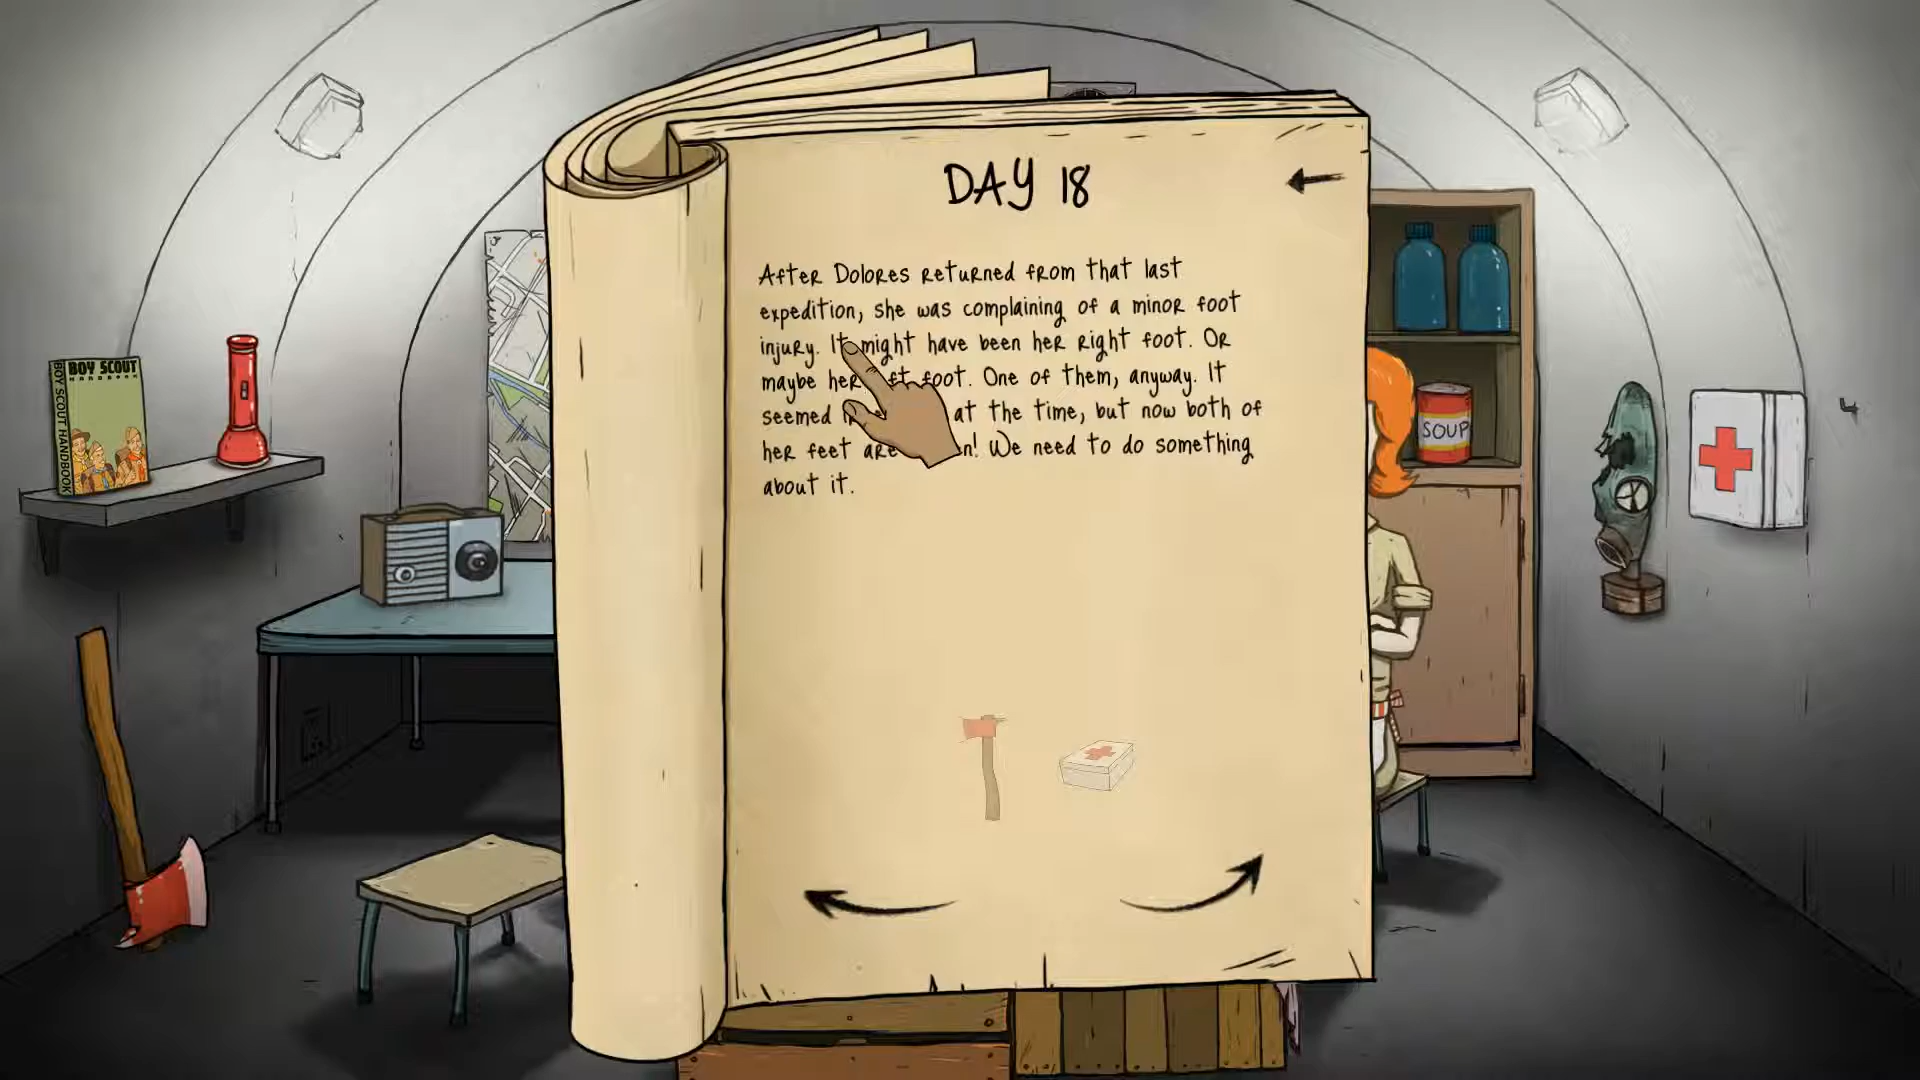 DAY 18
After Dolores returned from that last
expedition, she was complaining of a minor foot
injury. It might have been her right foot. Or
maybe her foot. One of them, anyway. It
seemed at the time, but now both of
her feet are We need to do something
about it.
BOY SCOUT
HANDBOOK
BOY SCOUT HANDBOOK
SOUP